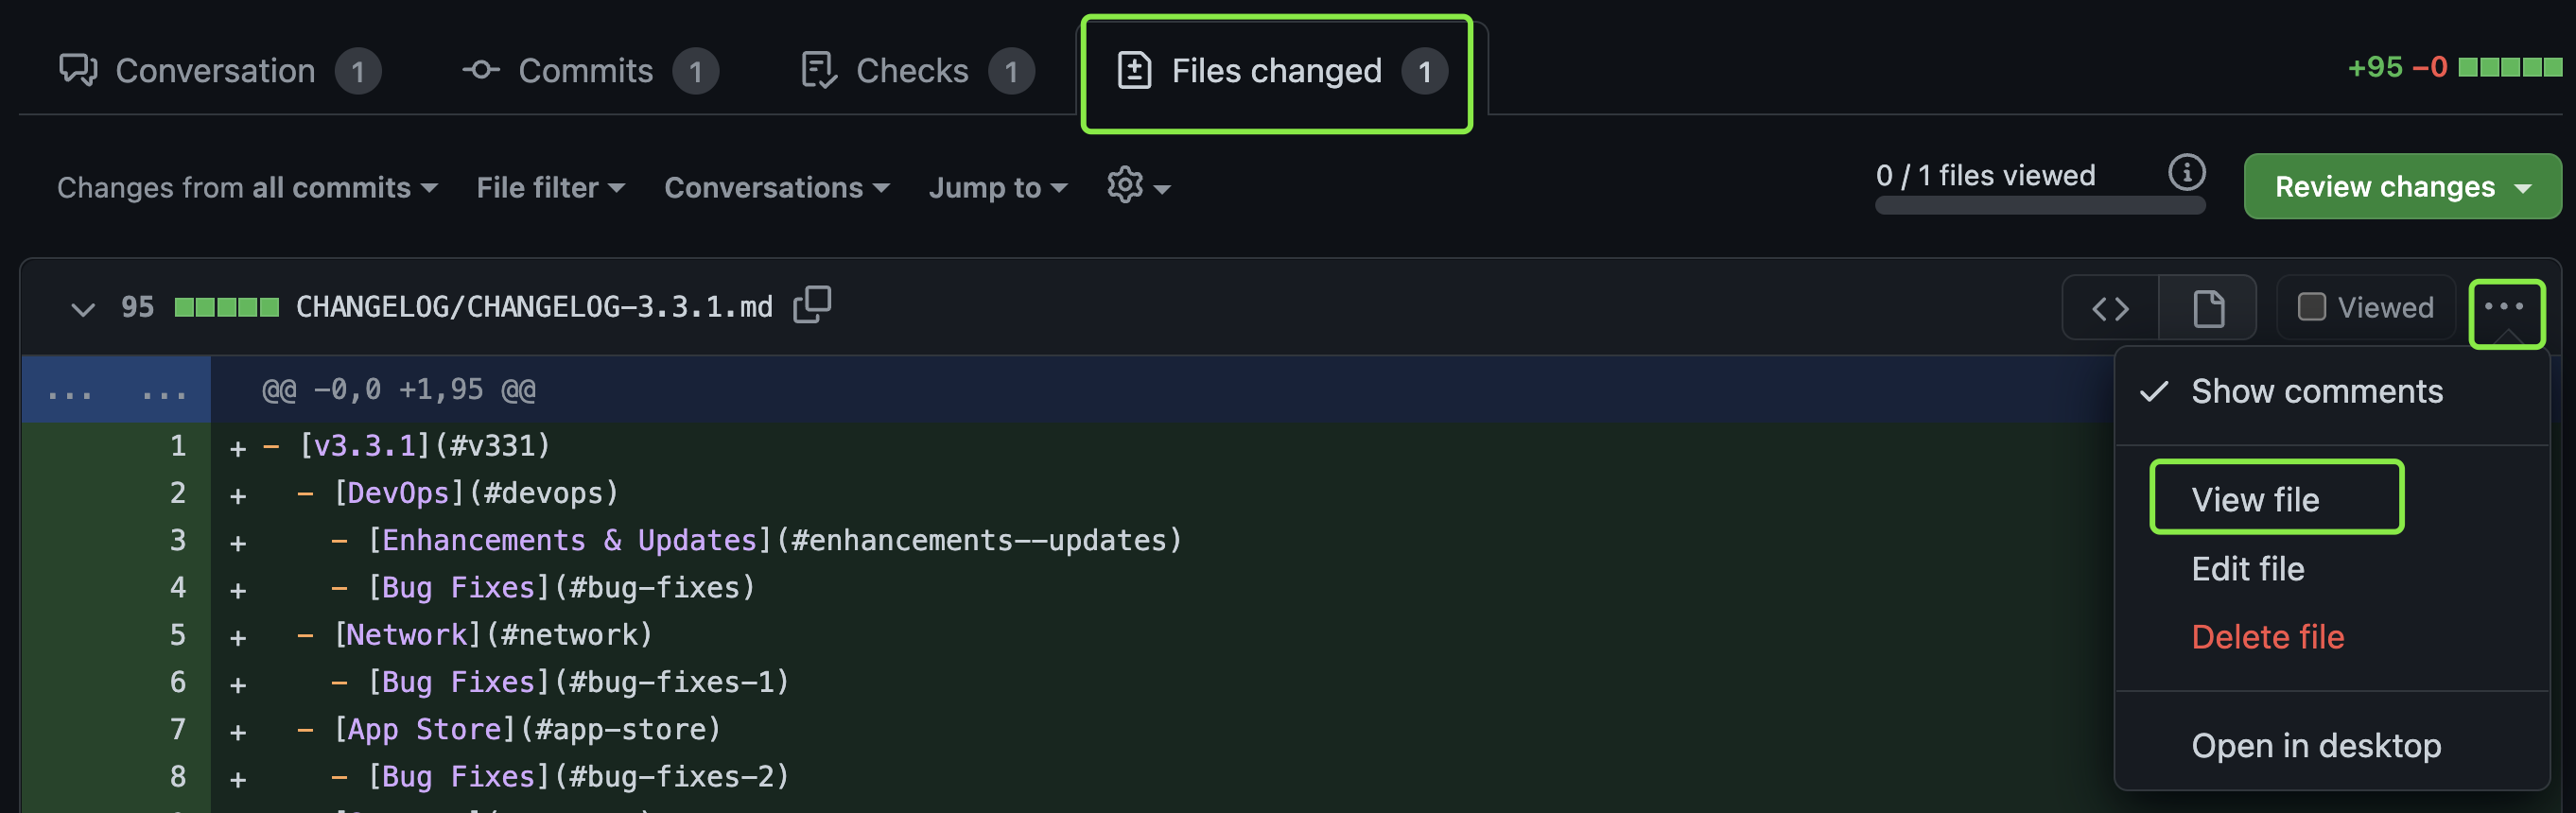 Conversation 1 Commits 1 Checks 1 Files changed 1 +95 −0
Changes from all commits File filter Conversations Jump to 0 / 1 files viewed Review changes
95 CHANGELOG/CHANGELOG-3.3.1.md Viewed ...
... ... @@ -0,0 +1,95 @@
Show comments
1 + - [v3.3.1](#v331)
2 + - [DevOps](#devops)
View file
3 + - [Enhancements & Updates](#enhancements--updates)
Edit file
4 + - [Bug Fixes](#bug-fixes)
5 + - [Network](#network)
Delete file
6 + - [Bug Fixes](#bug-fixes-1)
7 + - [App Store](#app-store)
Open in desktop
8 + - [Bug Fixes](#bug-fixes-2)